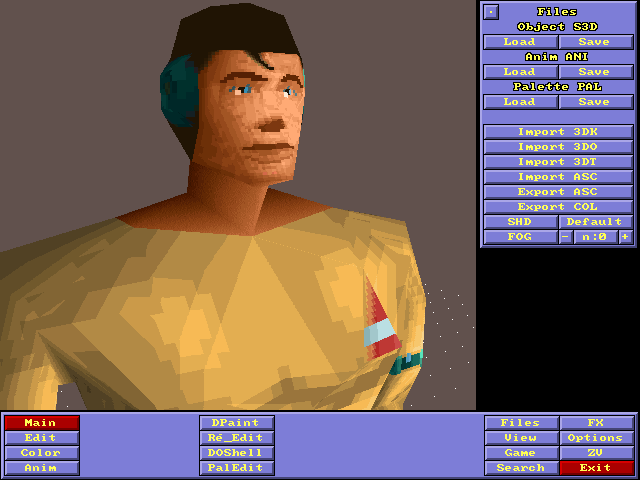 Files
Object S3D
Load Save
Anim ANI
Load Save
Palette PAL
Load Save
Import 3DK
Import 3DO
Import 3DT
Import ASC
Export ASC
Export COL
SHD Default
FOG - n:0 +
Main DPaint Files FX
Edit Re_Edit View Options
Color DOShell Game ZV
Anim PalEdit Search Exit